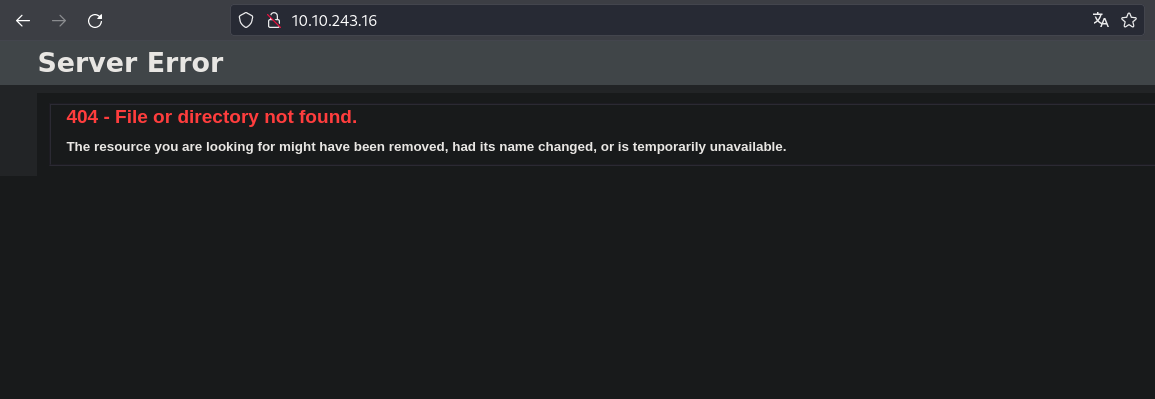 10.10.243.16
Server Error
404 - File or directory not found.
The resource you are looking for might have been removed, had its name changed, or is temporarily unavailable.